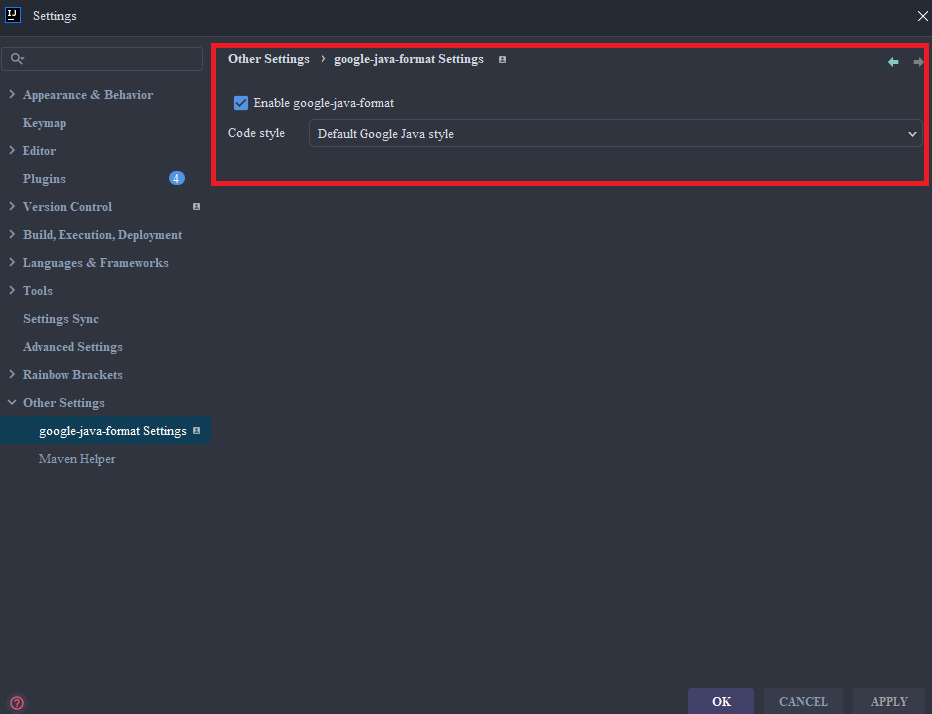 IJ
Settings
Other Settings › google-java-format Settings
Enable google-java-format
Code style
Default Google Java style
Appearance & Behavior
Keymap
Editor
Plugins 4
Version Control
Build, Execution, Deployment
Languages & Frameworks
Tools
Settings Sync
Advanced Settings
Rainbow Brackets
Other Settings
google-java-format Settings
Maven Helper
?
OK CANCEL APPLY